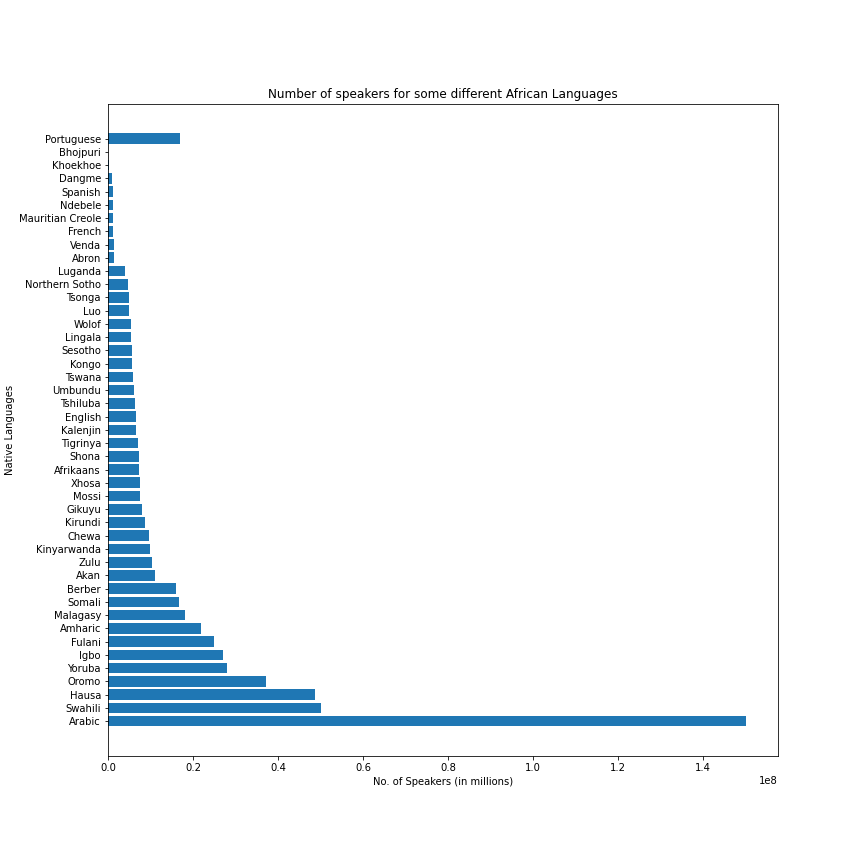 Number of speakers for some different African Languages
Portuguese
Bhojpuri
Khoekhoe
Dangme
Spanish
Ndebele
Mauritian Creole
French
Venda
Abron
Luganda
Northern Sotho
Tsonga
Luo
Wolof
Lingala
Sesotho
Kongo
Tswana
Umbundu
Tshiluba
English
Kalenjin
Tigrinya
Shona
Afrikaans
Xhosa
Mossi
Gikuyu
Kirundi
Chewa
Kinyarwanda
Zulu
Akan
Berber
Somali
Malagasy
Amharic
Fulani
Igbo
Yoruba
Oromo
Hausa
Swahili
Arabic
Native Languages
0.0 0.2 0.4 0.6 0.8 1.0 1.2 1.4
No. of Speakers (in millions)
1e8